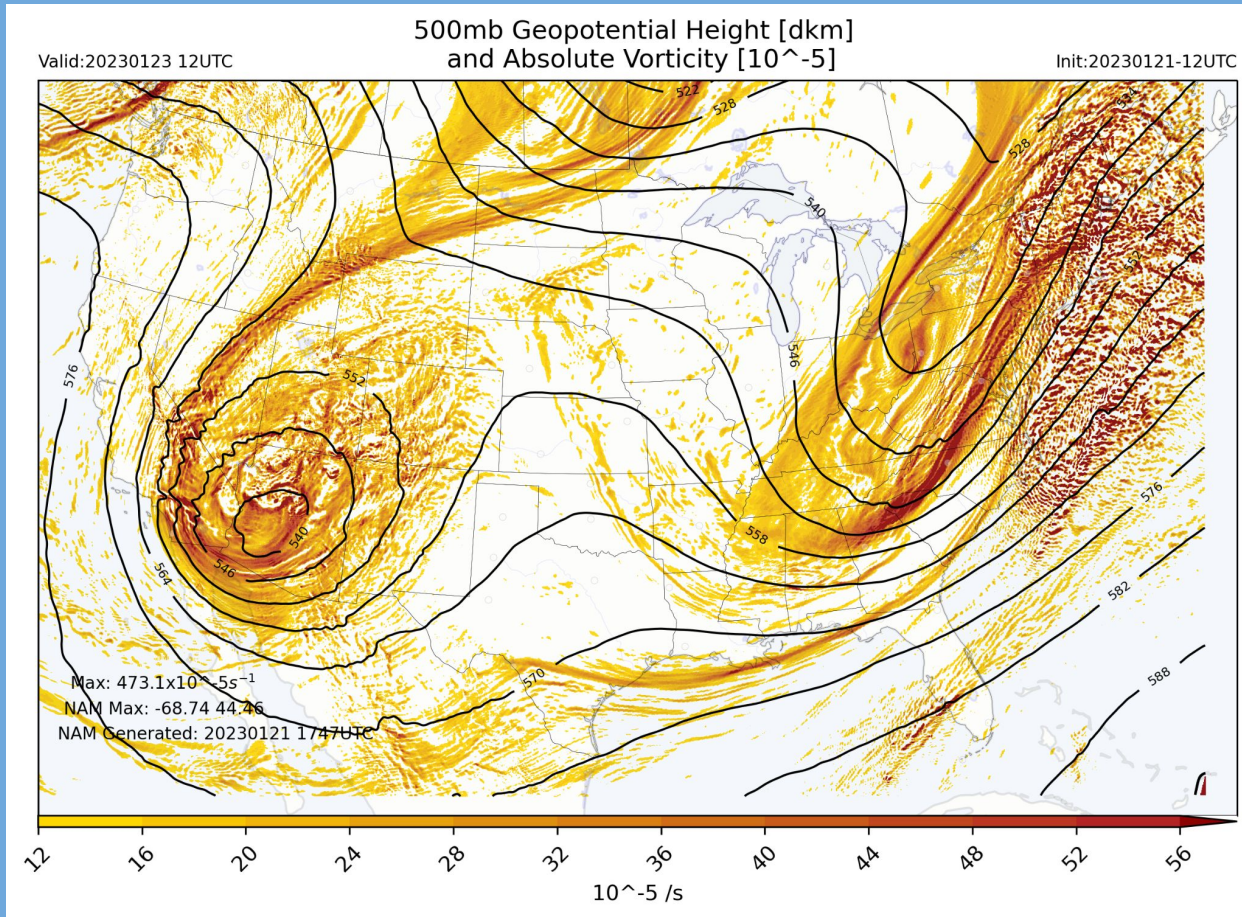 500mb Geopotential Height [dkm]
and Absolute Vorticity [10^-5]
Valid:20230123 12UTC
Init:20230121-12UTC
522
528
534
528
540
552
576
546
552
576
540
558
546
564
582
570
588
Max: 473.1x10^-5s⁻¹
NAM Max: -68.74 44.46
NAM Generated: 20230121 1747UTC
12 16 20 24 28 32 36 40 44 48 52 56
10^-5 /s